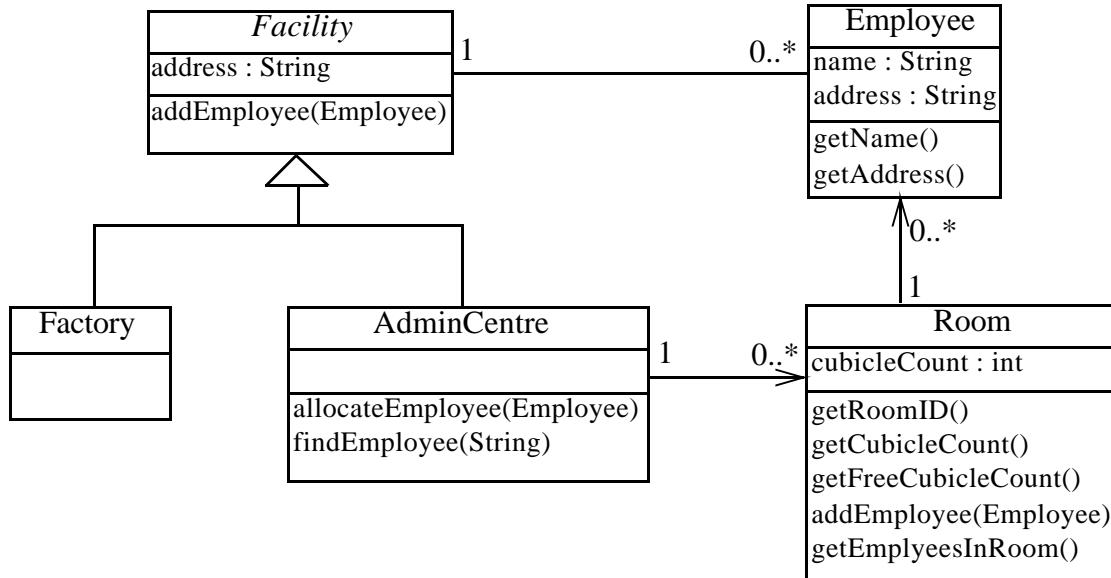 Facility
address : String
addEmployee(Employee)
1
0..*
Employee
name : String
address : String
getName()
getAddress()
0..*
1
Factory
AdminCentre
allocateEmployee(Employee)
findEmployee(String)
1
0..*
Room
cubicleCount : int
getRoomID()
getCubicleCount()
getFreeCubicleCount()
addEmployee(Employee)
getEmplyeesInRoom()